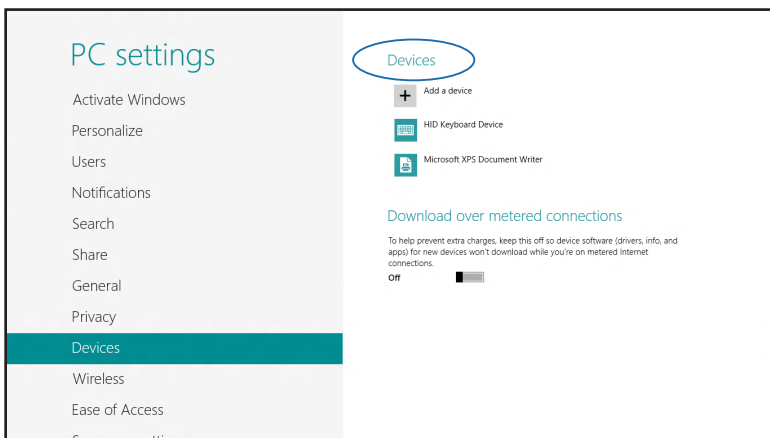 PC settings
Activate Windows
Personalize
Users
Notifications
Search
Share
General
Privacy
Devices
Wireless
Ease of Access
Devices
Add a device
HID Keyboard Device
Microsoft XPS Document Writer
Download over metered connections
To help prevent extra charges, keep this off so device software (drivers, info, and
apps) for new devices won't download while you're on metered Internet
connections.
Off